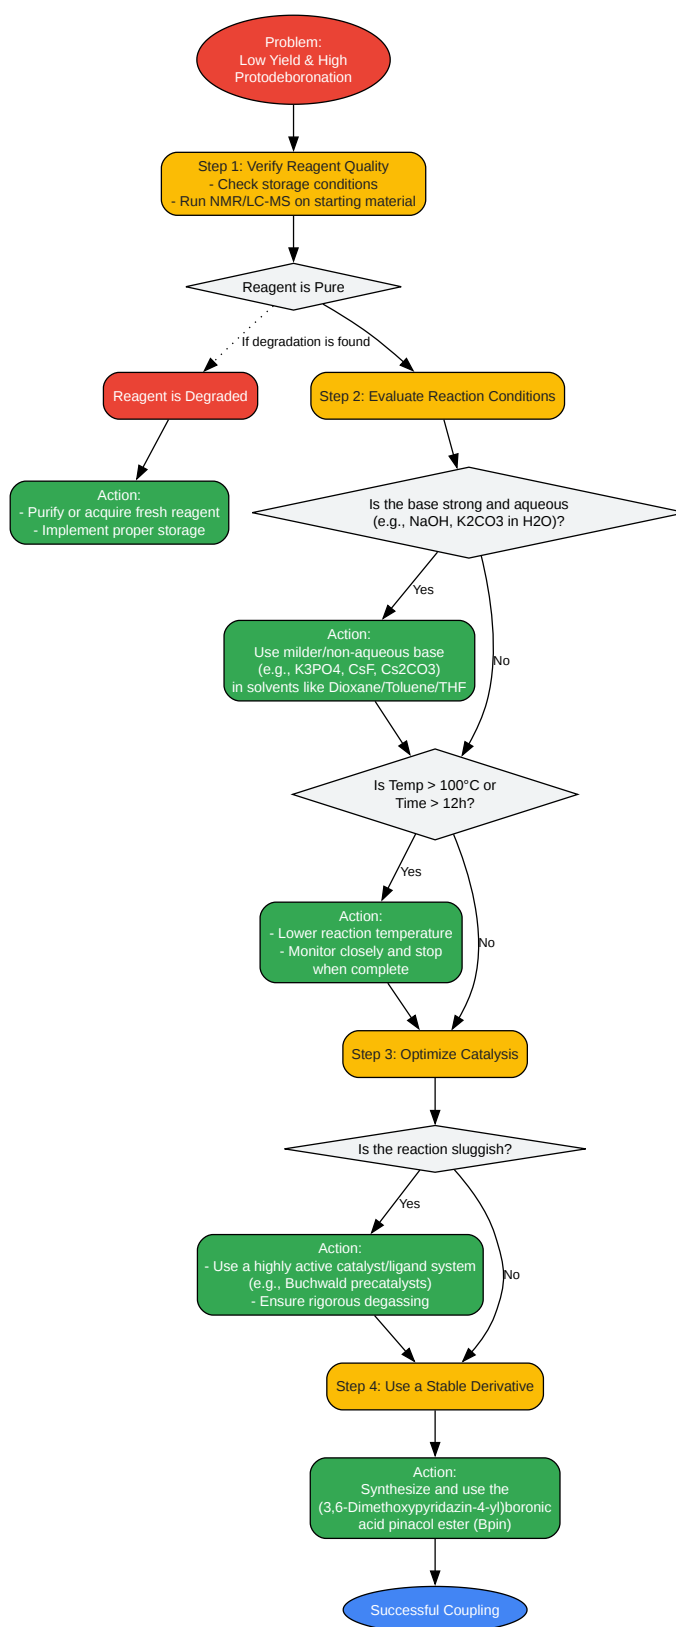 Problem:
Low Yield & High
Protodeboronation
Step 1: Verify Reagent Quality
- Check storage conditions
- Run NMR/LC-MS on starting material
Reagent is Pure
If degradation is found
Reagent is Degraded
Step 2: Evaluate Reaction Conditions
Action:
- Purify or acquire fresh reagent
- Implement proper storage
Is the base strong and aqueous
(e.g., NaOH, K2CO3 in H2O)?
Yes
No
Action:
Use milder/non-aqueous base
(e.g., K3PO4, CsF, Cs2CO3)
in solvents like Dioxane/Toluene/THF
Is Temp > 100°C or
Time > 12h?
Yes
No
Action:
- Lower reaction temperature
- Monitor closely and stop
when complete
Step 3: Optimize Catalysis
Is the reaction sluggish?
Yes
No
Action:
- Use a highly active catalyst/ligand system
(e.g., Buchwald precatalysts)
- Ensure rigorous degassing
Step 4: Use a Stable Derivative
Action:
Synthesize and use the
(3,6-Dimethoxypyridazin-4-yl)boronic
acid pinacol ester (Bpin)
Successful Coupling